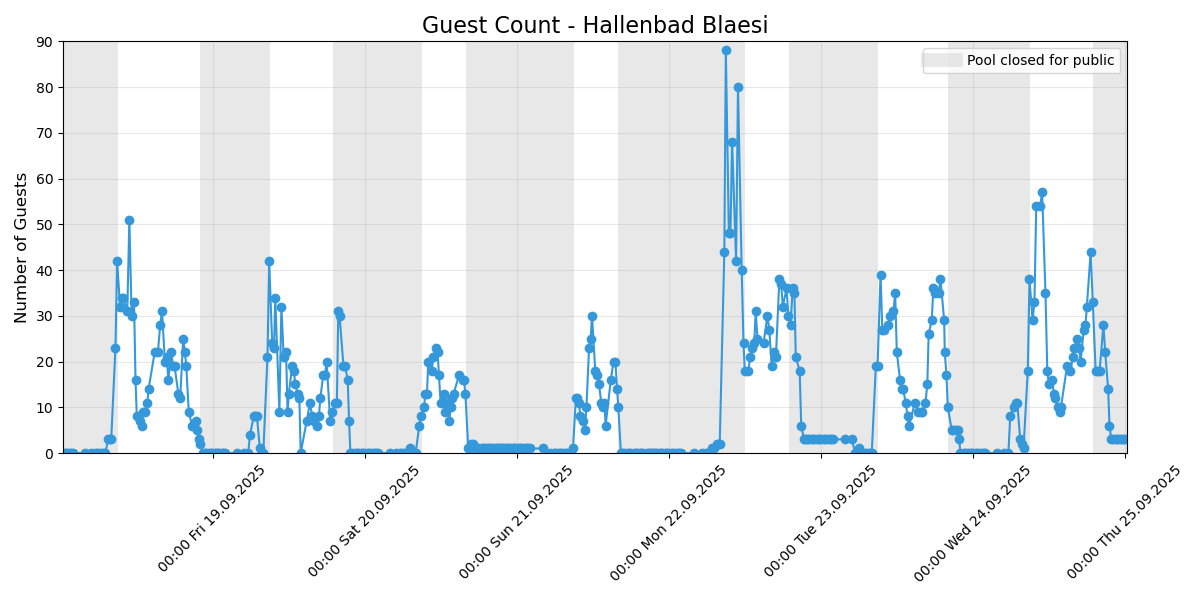 Guest Count - Hallenbad Blaesi
Pool closed for public
Number of Guests
90
80
70
60
50
40
30
20
10
0
00:00 Fri 19.09.2025
00:00 Sat 20.09.2025
00:00 Sun 21.09.2025
00:00 Mon 22.09.2025
00:00 Tue 23.09.2025
00:00 Wed 24.09.2025
00:00 Thu 25.09.2025